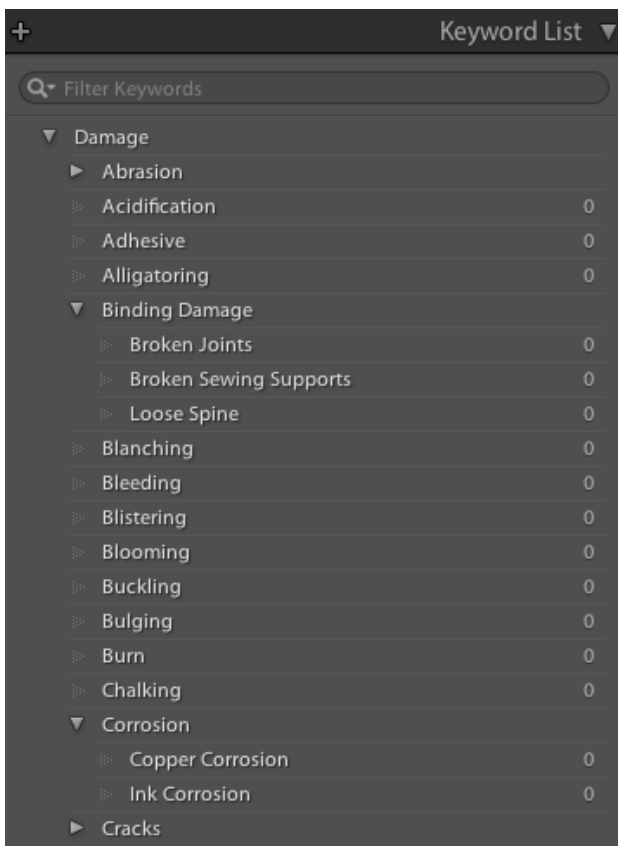 + Keyword List ▼
Filter Keywords
Damage
Abrasion
Acidification 0
Adhesive 0
Alligatoring 0
Binding Damage
Broken Joints 0
Broken Sewing Supports 0
Loose Spine 0
Blanching 0
Bleeding 0
Blistering 0
Blooming 0
Buckling 0
Bulging 0
Burn 0
Chalking 0
Corrosion
Copper Corrosion 0
Ink Corrosion 0
Cracks